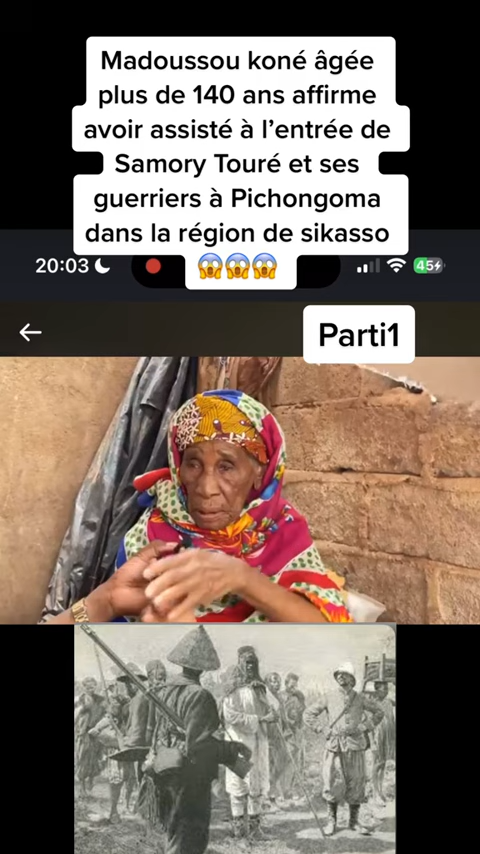 Madoussou koné âgée
plus de 140 ans affirme
avoir assisté à l’entrée de
Samory Touré et ses
guerriers à Pichongoma
dans la région de sikasso
😱😱😱
20:03
45
Parti1